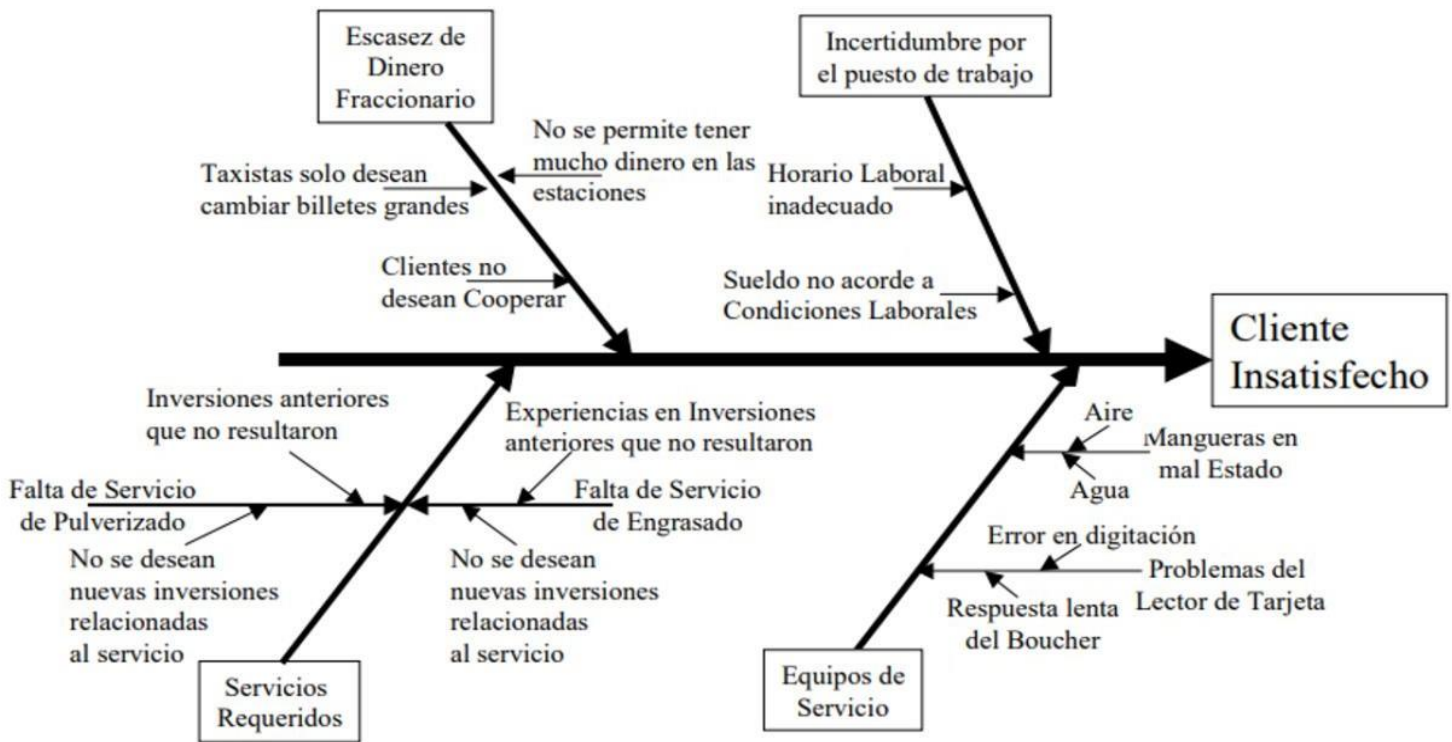 Escasez de
Dinero
Fraccionario
Incertidumbre por
el puesto de trabajo
No se permite tener
mucho dinero en las
estaciones
Taxistas solo desean
cambiar billetes grandes
Horario Laboral
inadecuado
Clientes no
desean Cooperar
Sueldo no acorde a
Condiciones Laborales
Cliente
Insatisfecho
Inversiones anteriores
que no resultaron
Experiencias en Inversiones
anteriores que no resultaron
Aire
Mangueras en
mal Estado
Agua
Falta de Servicio
de Pulverizado
Falta de Servicio
de Engrasado
No se desean
nuevas inversiones
relacionadas
al servicio
No se desean
nuevas inversiones
relacionadas
al servicio
Error en digitación
Problemas del
Lector de Tarjeta
Respuesta lenta
del Boucher
Servicios
Requeridos
Equipos de
Servicio